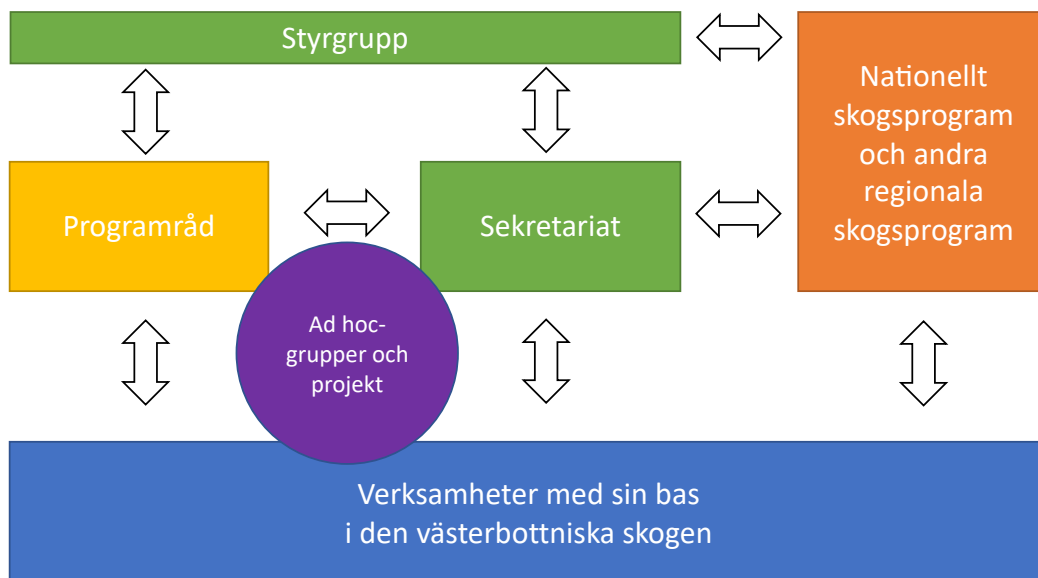 Styrgrupp
Nationellt
skogsprogram
och andra
regionala
skogsprogram
Programråd
Sekretariat
Ad hoc-
grupper och
projekt
Verksamheter med sin bas
i den västerbottniska skogen